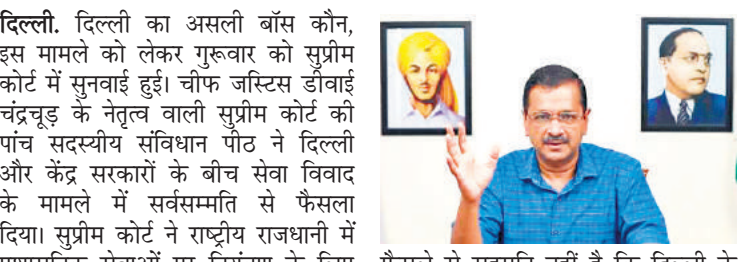 दिल्ली. दिल्ली का असली बॉस कौन,
इस मामले को लेकर गुरूवार को सुप्रीम
कोर्ट में सुनवाई हुई। चीफ जस्टिस डीवाई
चंद्रचूड़ के नेतृत्व वाली सुप्रीम कोर्ट की
पांच सदस्यीय संविधान पीठ ने दिल्ली
और केंद्र सरकारों के बीच सेवा विवाद
के मामले में सर्वसम्मति से फैसला
दिया। सुप्रीम कोर्ट ने राष्ट्रीय राजधानी में